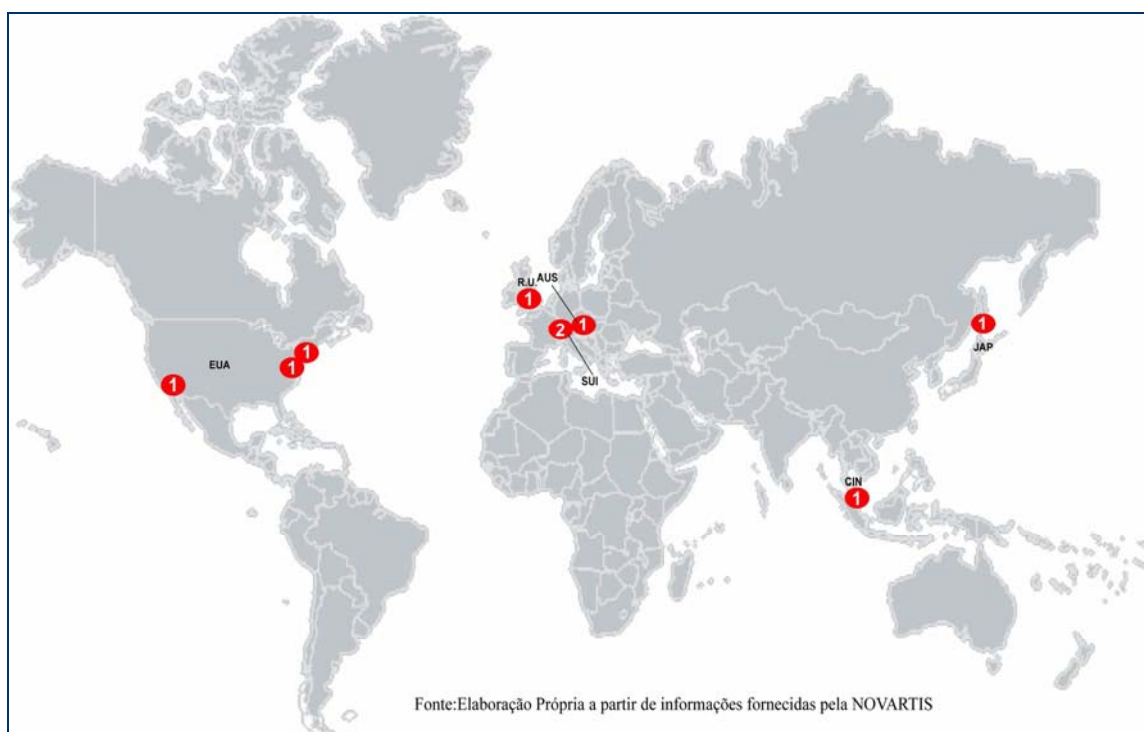 R.U.
AUS
1
1
2
1
JAP
1
1
EUA
1
1
SUI
CIN
1
Fonte:Elaboração Própria a partir de informações fornecidas pela NOVARTIS